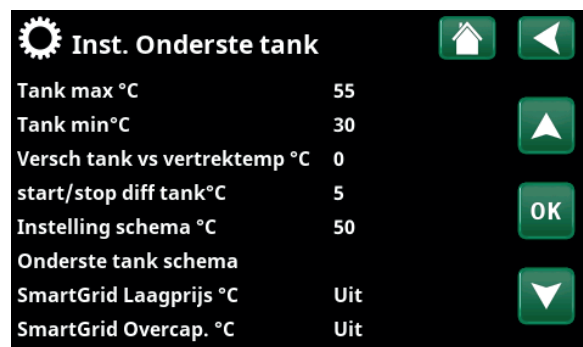 Inst. Onderste tank
Tank max °C 55
Tank min°C 30
Versch tank vs vertrektemp °C 0
start/stop diff tank°C 5
Instelling schema °C 50
Onderste tank schema
SmartGrid Laagprijs °C Uit
SmartGrid Overcap. °C Uit
OK